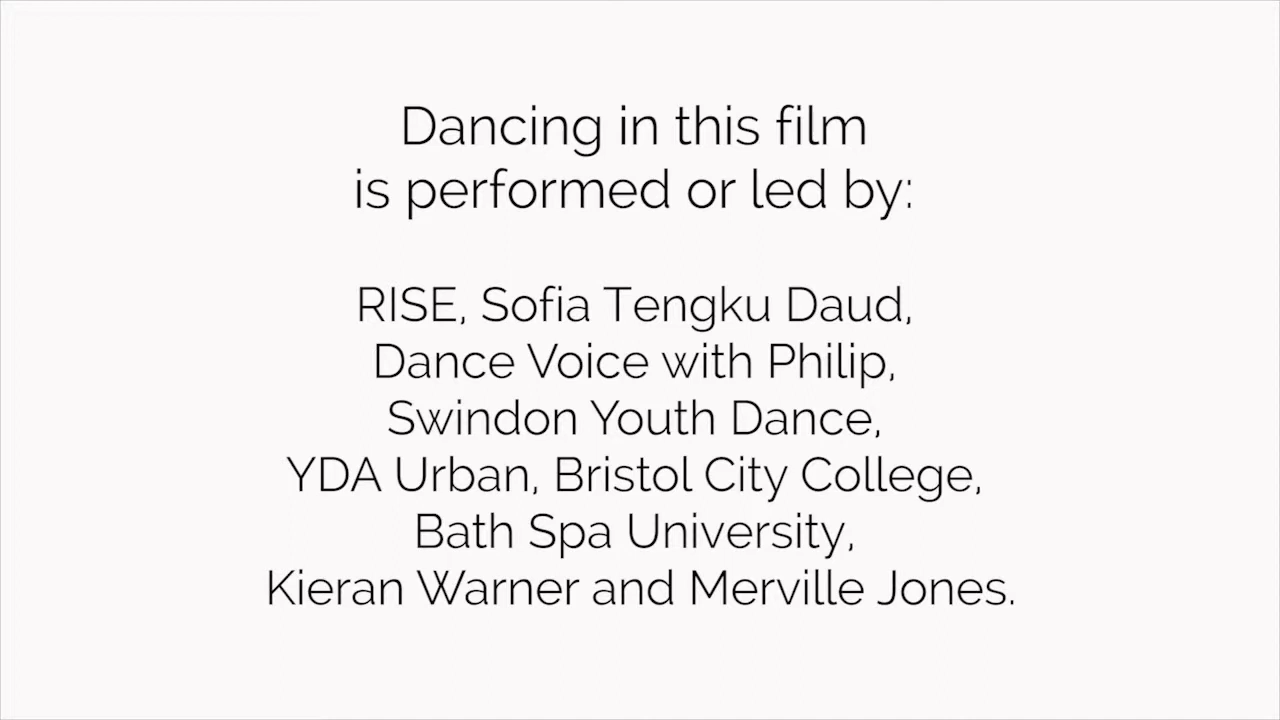 Dancing in this film
is performed or led by:
RISE, Sofia Tengku Daud,
Dance Voice with Philip,
Swindon Youth Dance,
YDA Urban, Bristol City College,
Bath Spa University,
Kieran Warner and Merville Jones.